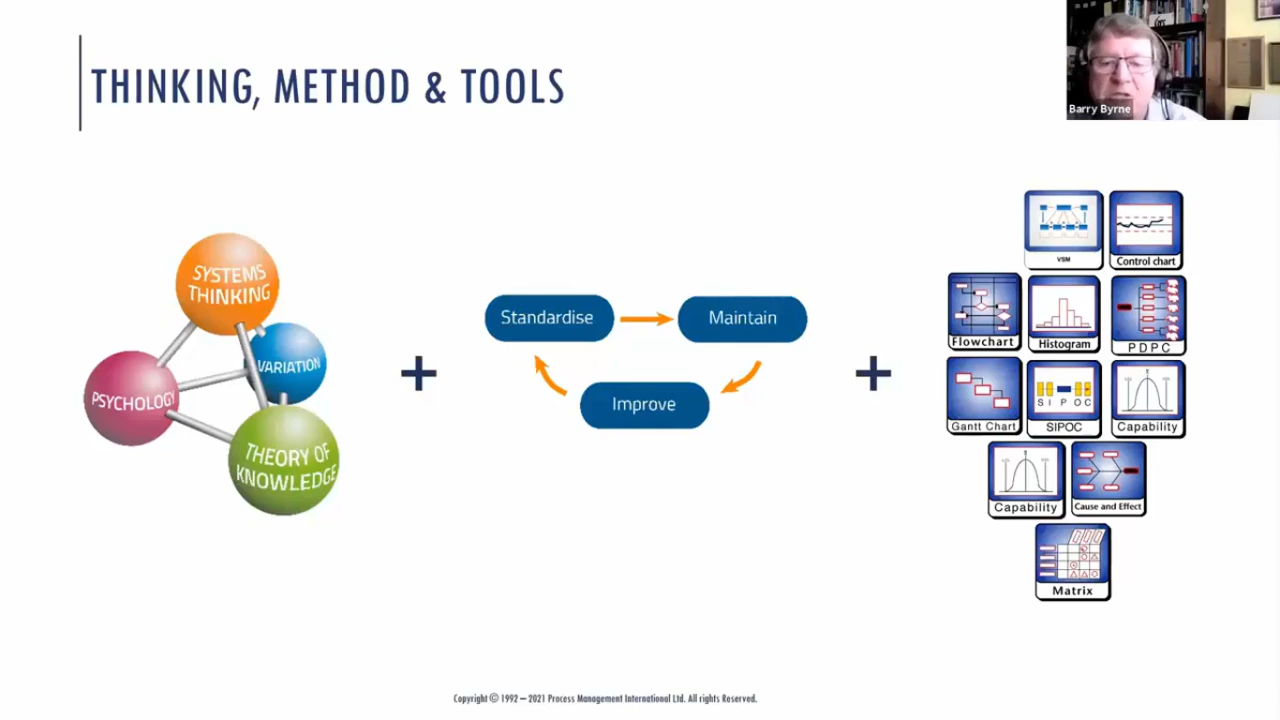 THINKING, METHOD & TOOLS
Barry Byrne
SYSTEMS
THINKING
VARIATION
PSYCHOLOGY
THEORY OF
KNOWLEDGE
+
Standardise
Maintain
Improve
+
VSM
Control chart
Flowchart
Histogram
PDPC
Gantt Chart
S I P O C
SIPOC
Capability
Capability
Cause and Effect
Matrix
Copyright © 1992 – 2021 Process Management International Ltd. All rights Reserved.